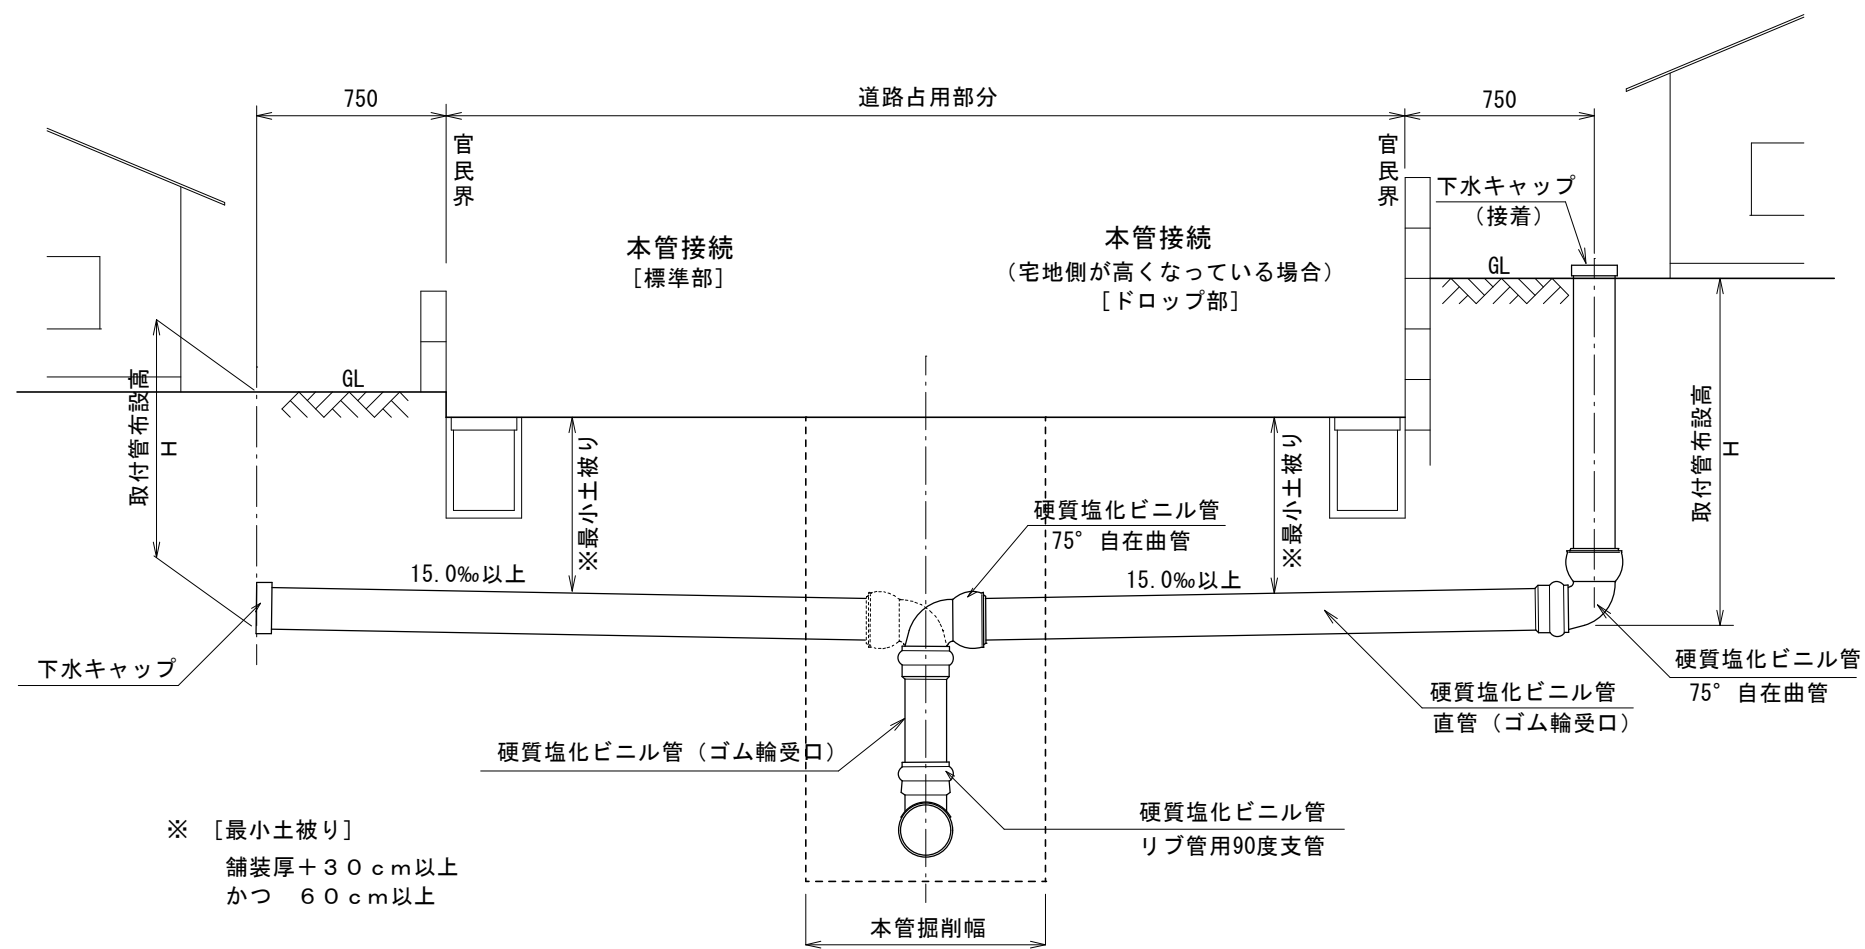 750
道路占用部分
750
官民界
官民界
下水キャップ
（接着）
本管接続
［標準部］
本管接続
（宅地側が高くなっている場合）
［ドロップ部］
GL
GL
取付管布設高
H
※最小土被り
※最小土被り
取付管布設高
H
硬質塩化ビニル管
75°自在曲管
15.0‰以上
15.0‰以上
下水キャップ
硬質塩化ビニル管
75°自在曲管
硬質塩化ビニル管
直管（ゴム輪受口）
硬質塩化ビニル管（ゴム輪受口）
硬質塩化ビニル管
リブ管用90度支管
※ ［最小土被り］
舗装厚＋３０ｃｍ以上
かつ　６０ｃｍ以上
本管掘削幅